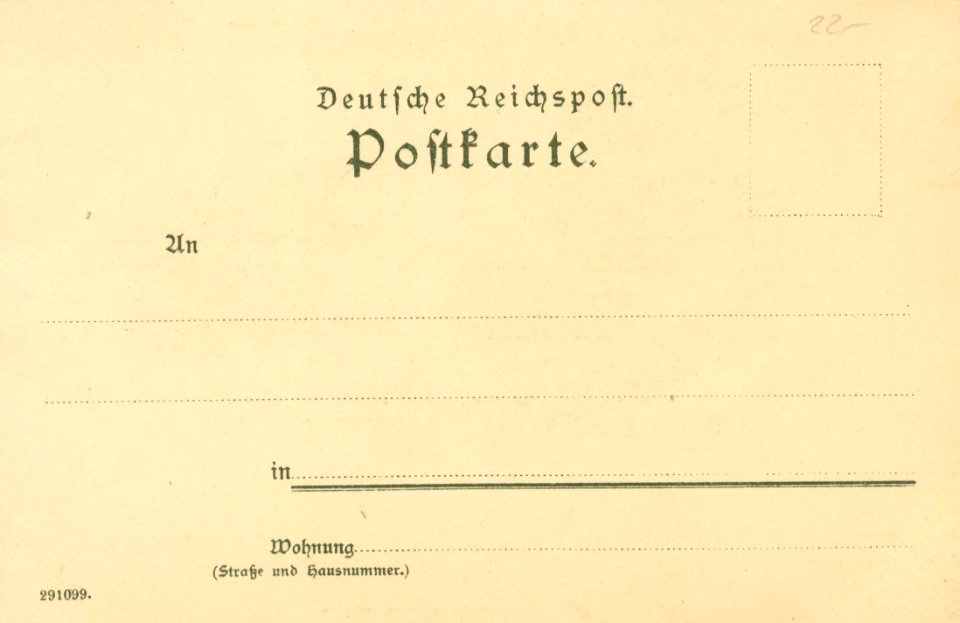 22,-
Deutsche Reichspost.
Postkarte.
An
in
Wohnung
(Straße und Hausnummer.)
291099.